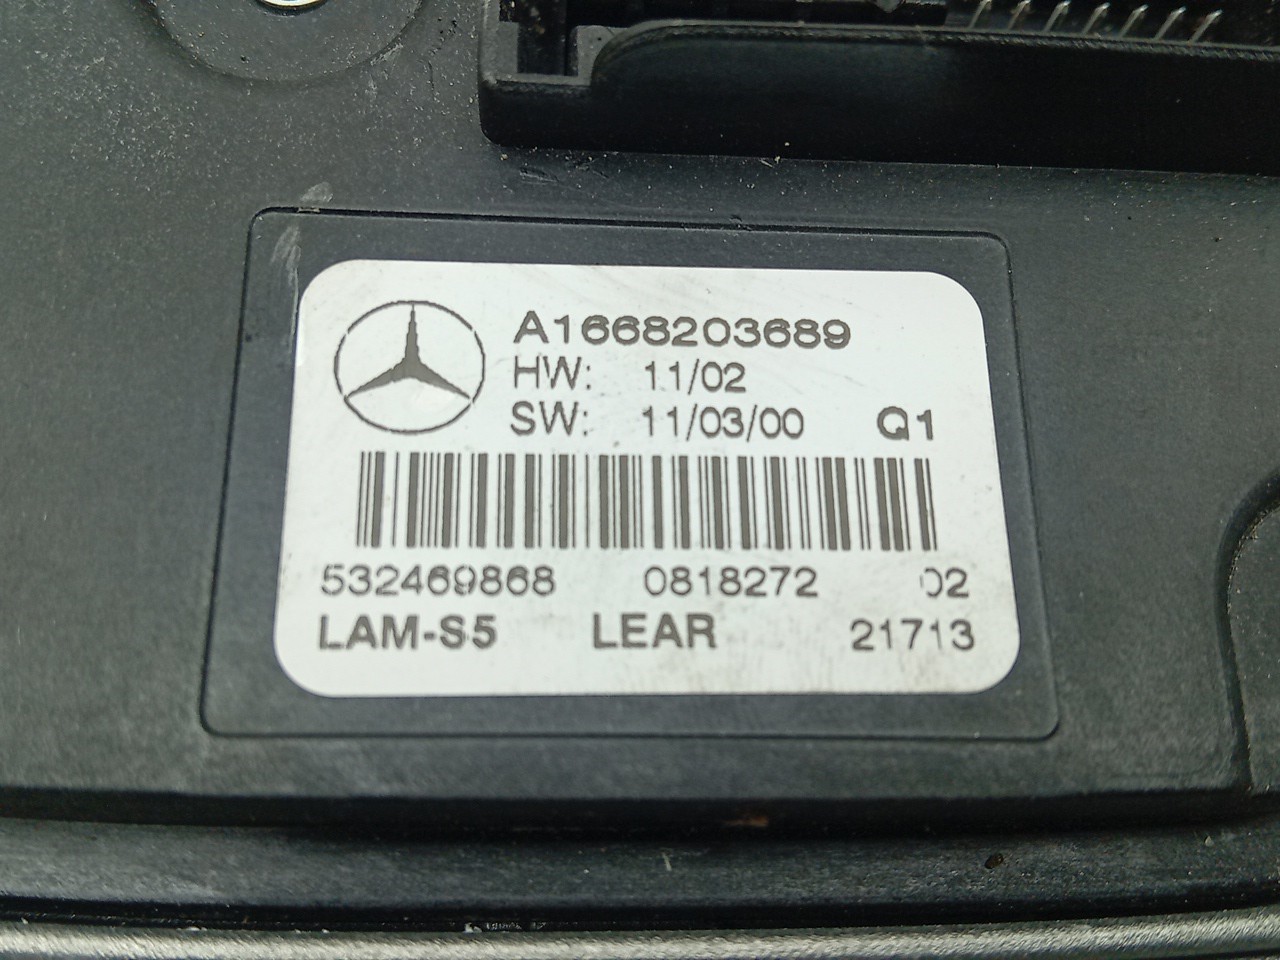 A1668203689
HW: 11/02
SW: 11/03/00 Q1
532469868 0818272 02
LAM-S5 LEAR 21713